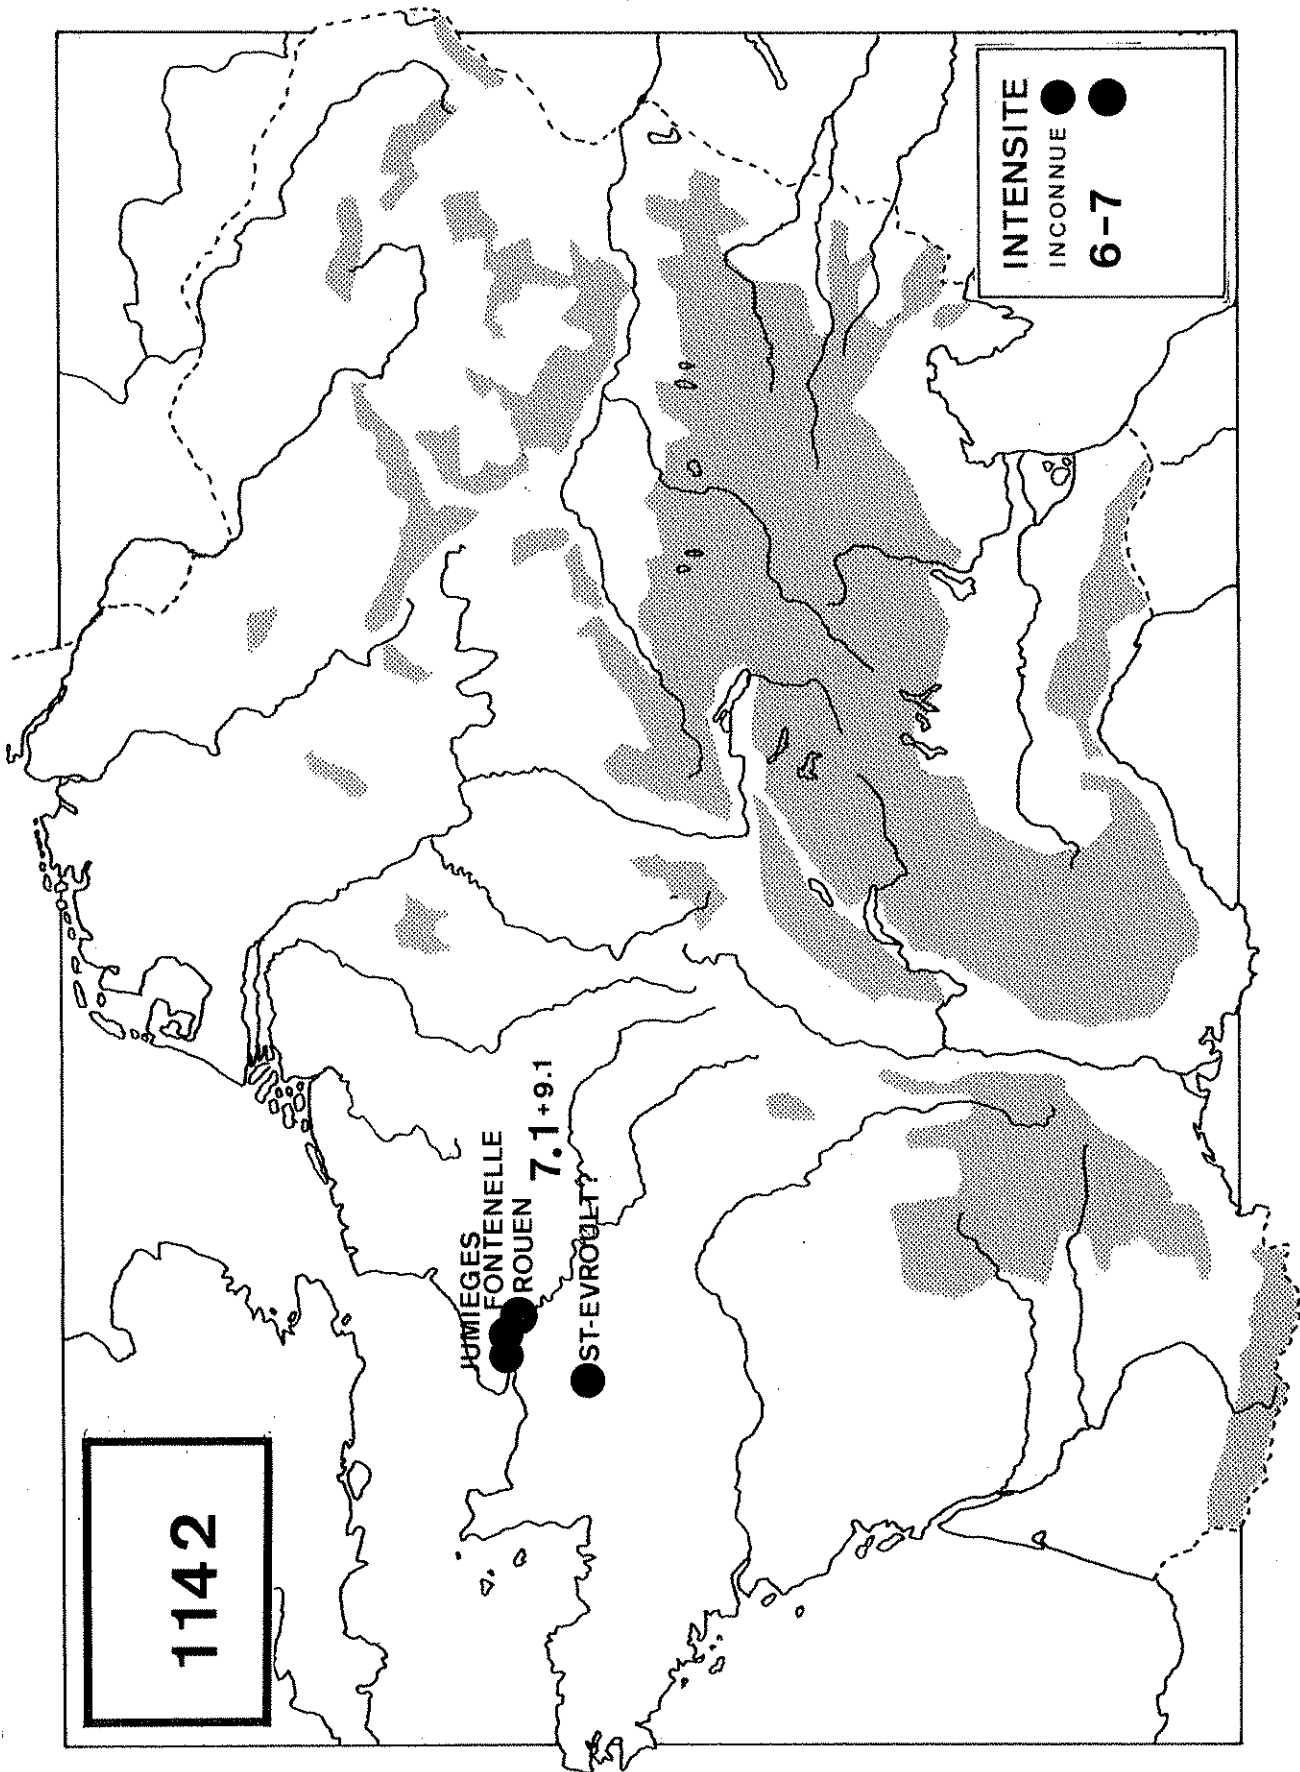 1142
JUMIEGES
FONTENELLE
ROUEN
7.1+9.1
ST-EVROULT?
INTENSITE
INCONNUE
6-7